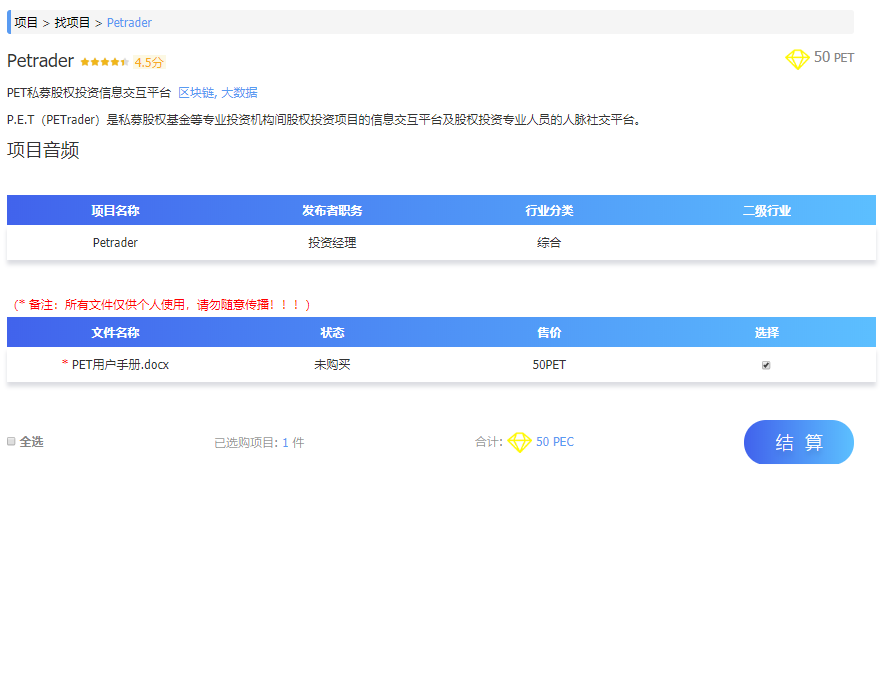 项目 > 找项目 > Petrader
Petrader 4.5分 50 PET
PET私募股权投资信息交互平台 区块链, 大数据
P.E.T（PETrader）是私募股权基金等专业投资机构间股权投资项目的信息交互平台及股权投资专业人员的人脉社交平台。
项目音频
项目名称 发布者职务 行业分类 二级行业
Petrader 投资经理 综合
（* 备注：所有文件仅供个人使用，请勿随意传播！！！）
文件名称 状态 售价 选择
* PET用户手册.docx 未购买 50PET
全选 已选购项目: 1 件 合计: 50 PEC 结 算